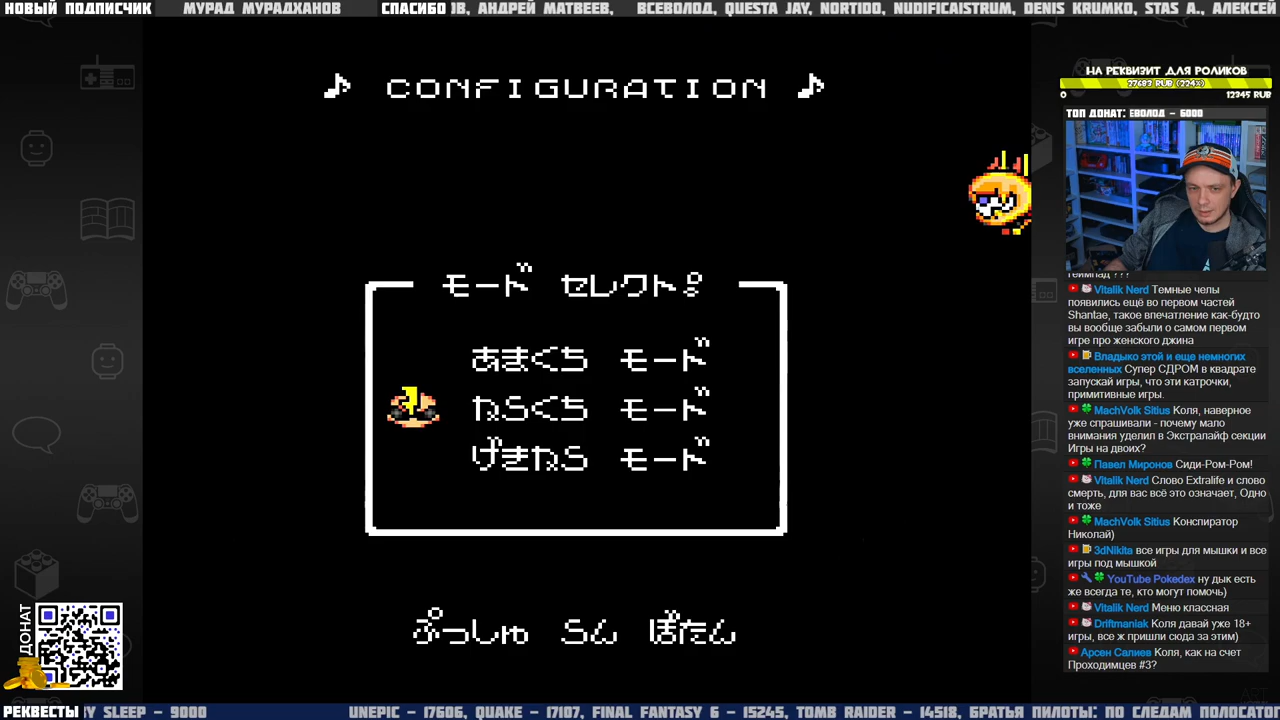 НОВЫЙ ПОДПИСЧИК МУРАД МУРАДХАНОВ СПАСИБО ЈВ, АНДРЕЙ МАТВЕЕВ, ВСЕВОЛОД, QUESTA JAY, NORTIDO, NUDIFICAISTRUM, DENIS KRUMKO, STAS A., АЛЕКСЕЙ
♪ CONFIGURATION ♪
モード セレクト!
あまくち モード
からくち モード
げきから モード
ぷっしゅ らん ぼたん
НА РЕКВИЗИТ ДЛЯ РОЛИКОВ
27683 RUB (224%)
0 12345 RUB
ТОП ДОНАТ: ЕВОЛОД - 5000
геймпад ???
Vitalik Nerd Темные челы
появились ещё во первом частей
Shantae, такое впечатление как-будто
вы вообще забыли о самом первом
игре про женского джина
Владыко этой и еще немногих
вселенных Супер СДРОМ в квадрате
запускай игры, что эти катрочки,
примитивные игры.
MachVolk Sitius Коля, наверное
уже спрашивали - почему мало
внимания уделил в Экстралайф секции
Игры на двоих?
Павел Миронов Сиди-Ром-Ром!
Vitalik Nerd Слово Extralife и слово
смерть, для вас всё это означает, Одно
и тоже
MachVolk Sitius Конспиратор
Николай)
3dNikita все игры для мышки и все
игры под мышкой
YouTube Pokedex ну дык есть
же всегда те, кто могут помочь)
Vitalik Nerd Меню классная
Driftmaniak Коля давай уже 18+
игры, все ж пришли сюда за этим)
Арсен Салиев Коля, как на счет
Проходимцев #3?
ДОНАТ
РЕКВЕСТЫ Y SLEEP - 9000 UNEPIC - 17606, QUAKE - 17107, FINAL FANTASY 6 - 15245, TOMB RAIDER - 14518, БРАТЬЯ ПИЛОТЫ: ПО СЛЕДАМ ПОЛОСАТО